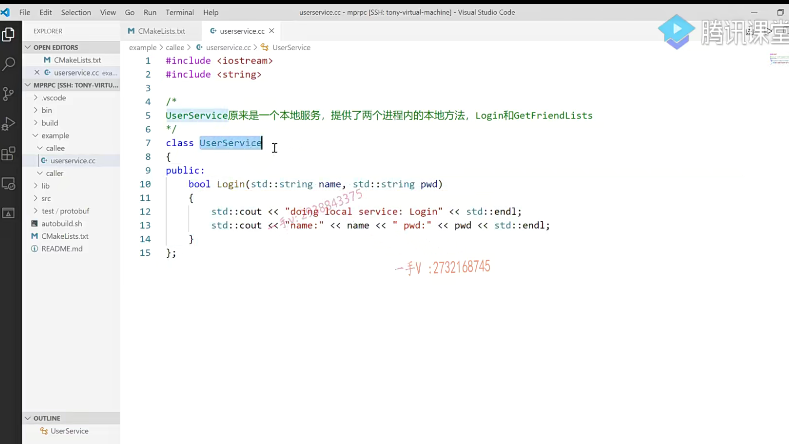 File Edit Selection View Go Run Terminal Help
userservice.cc - mprpc [SSH: tony-virtual-machine] - Visual Studio Code
腾讯课堂
EXPLORER
OPEN EDITORS
CMakeLists.txt
userservice.cc exa...
MPRPC [SSH: TONY-VIRTUAL-...
.vscode
bin
build
example
callee
userservice.cc
caller
lib
src
test / protobuf
autobuild.sh
CMakeLists.txt
README.md
OUTLINE
UserService
CMakeLists.txt
userservice.cc
example > callee > userservice.cc > UserService
1 #include <iostream>
2 #include <string>
3
4 /*
5 UserService原来是一个本地服务，提供了两个进程内的本地方法，Login和GetFriendLists
6 */
7 class UserService
8 {
9 public:
10 bool Login(std::string name, std::string pwd)
11 {
12 std::cout << "doing local service: Login" << std::endl;
13 std::cout << "name:" << name << " pwd:" << pwd << std::endl;
14 }
15 };
一手V :2732168745